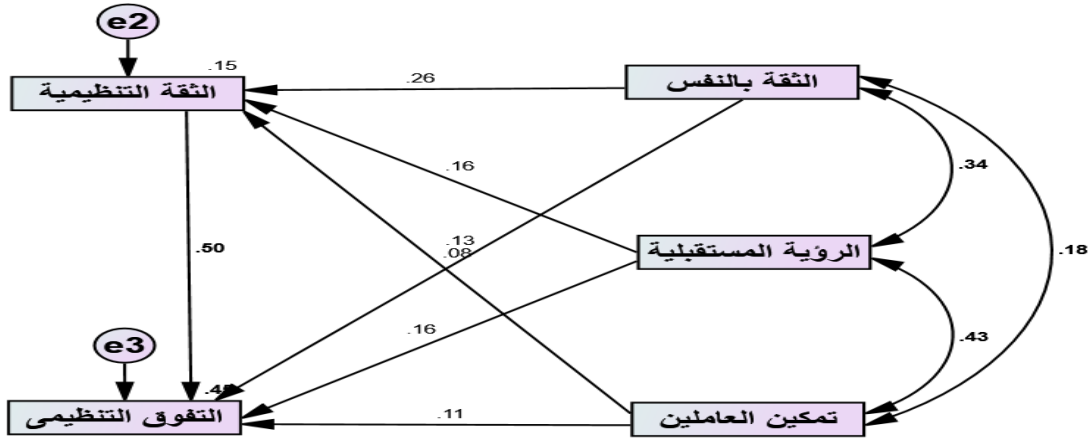 e2
.15
الثقة التنظيمية
.26
الثقة بالنفس
.16
.34
.50
.13
.08
الرؤية المستقبلية
.18
.16
.43
e3
التفوق التنظيمى
.11
تمكين العاملين